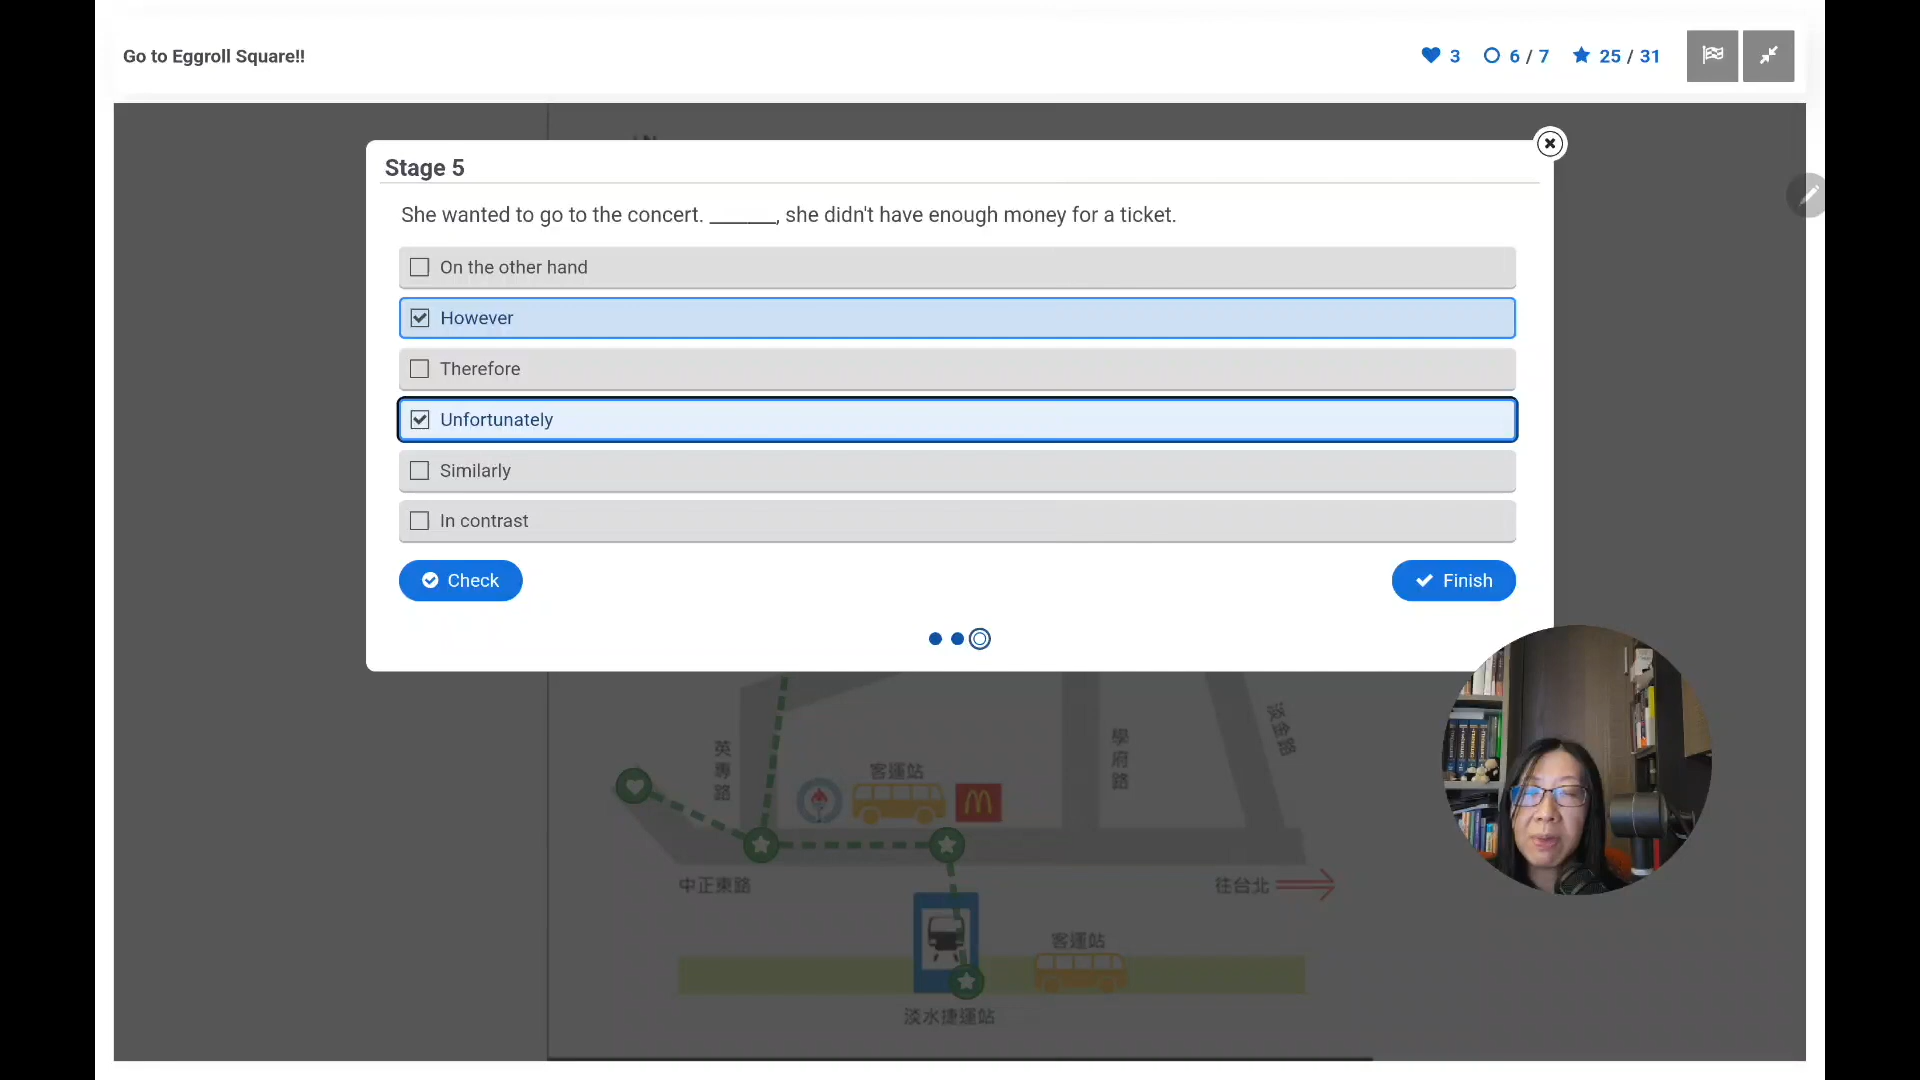 Go to Eggroll Square!!
3
6 / 7
25 / 31
Stage 5
She wanted to go to the concert. _______, she didn't have enough money for a ticket.
On the other hand
However
Therefore
Unfortunately
Similarly
In contrast
Check
Finish
英專路
客運站
學府路
淡金路
中正東路
往台北
客運站
淡水捷運站